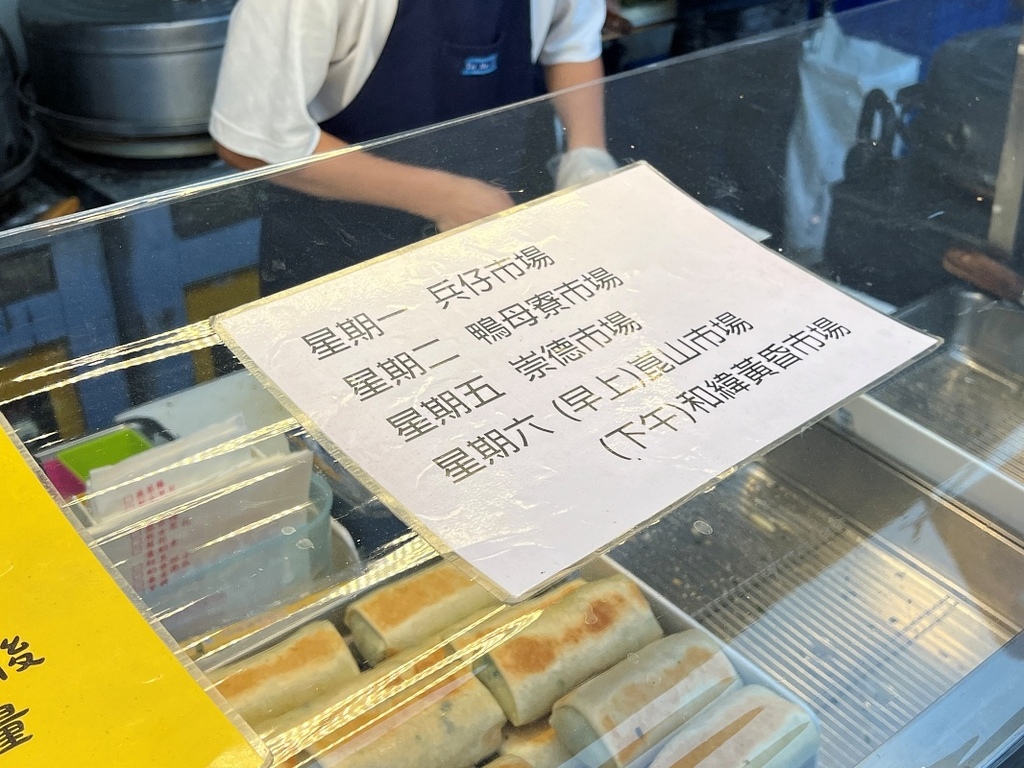 星期一 兵仔市場
星期二 鴨母寮市場
星期五 崇德市場
星期六 (早上)崑山市場
(下午)和緯黃昏市場
後
量